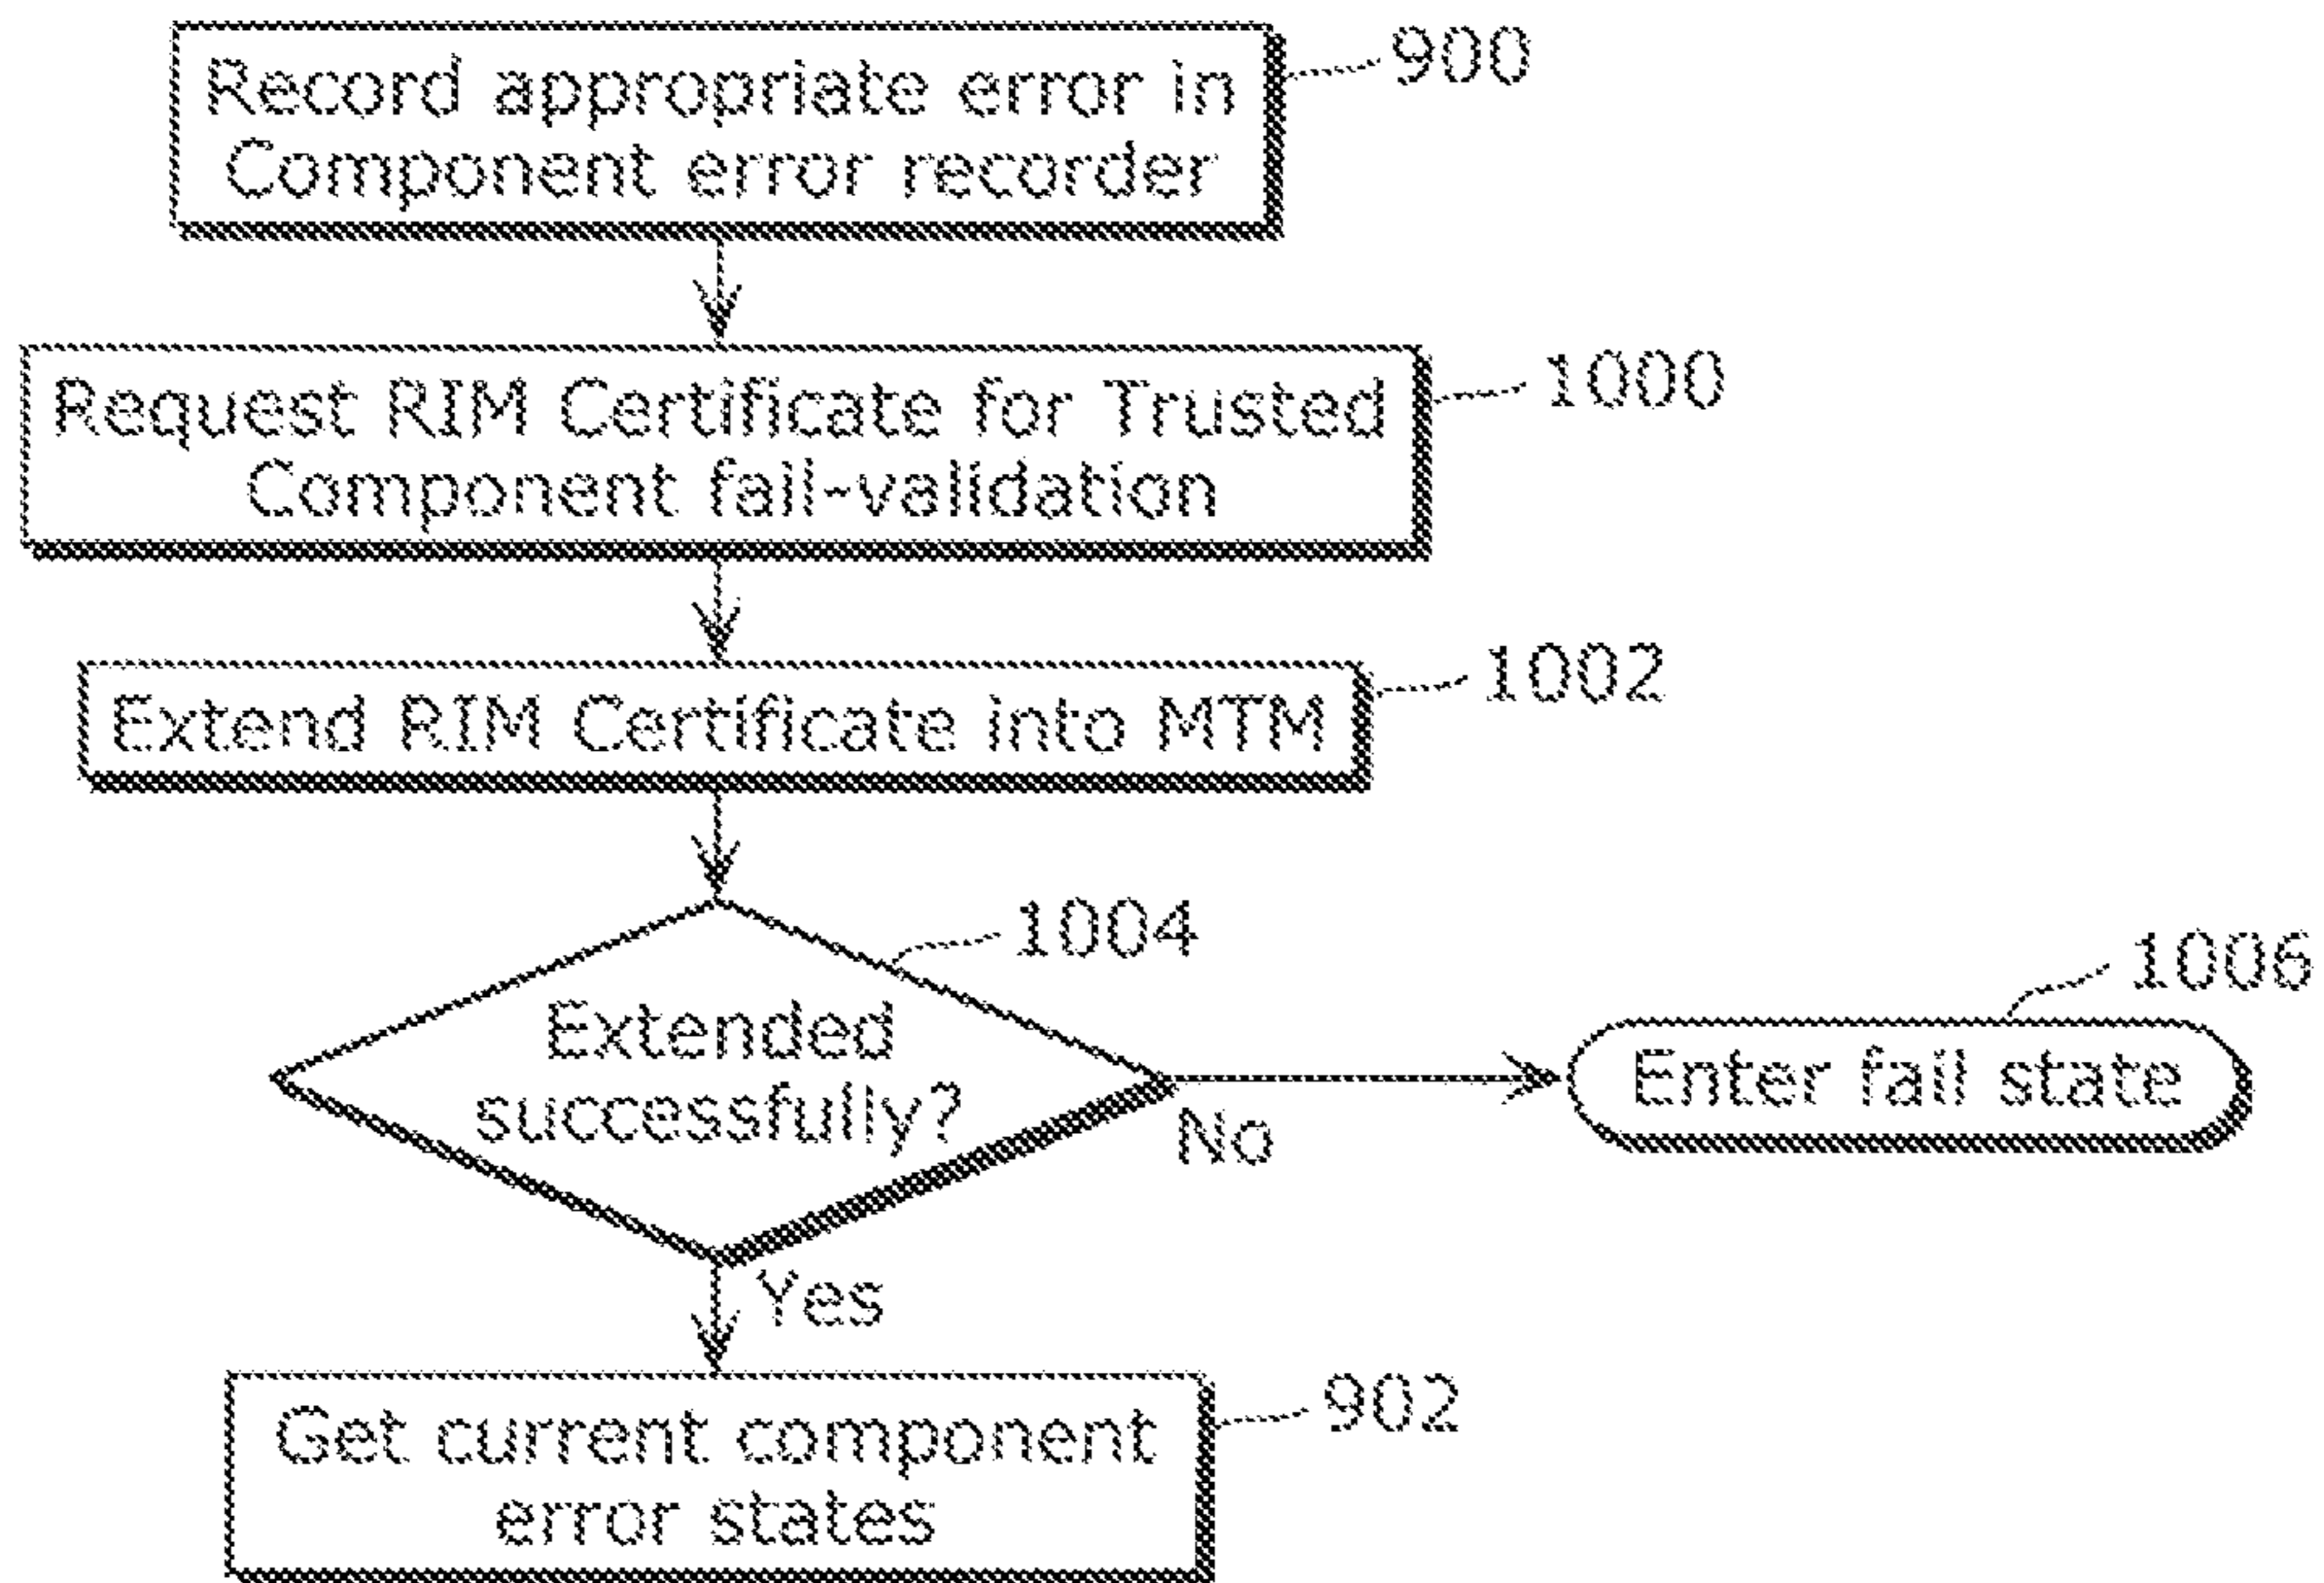 Record appropriate error in
Component error recorder
900
Request RIM Certificate for Trusted
Component fail-validation
1000
Extend RIM Certificate into MTM
1002
1004
Extended
successfully?
No
1006
Enter fail state
Yes
Get current component
error states
902